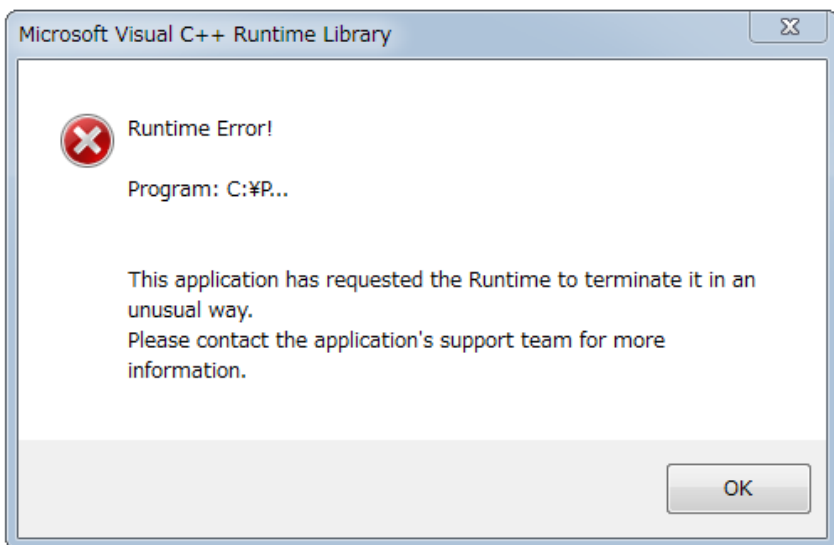 Microsoft Visual C++ Runtime Library
Runtime Error!
Program: C:¥P...
This application has requested the Runtime to terminate it in an
unusual way.
Please contact the application's support team for more
information.
OK